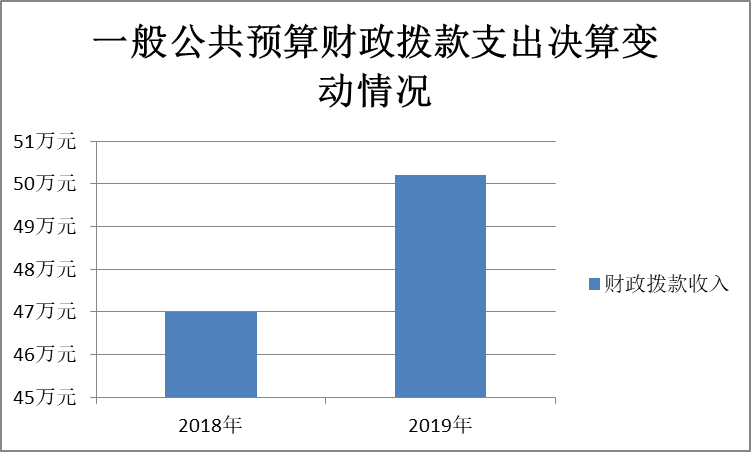 一般公共预算财政拨款支出决算变
动情况
51万元
50万元
49万元
48万元
47万元
46万元
45万元
2018年
2019年
财政拨款收入